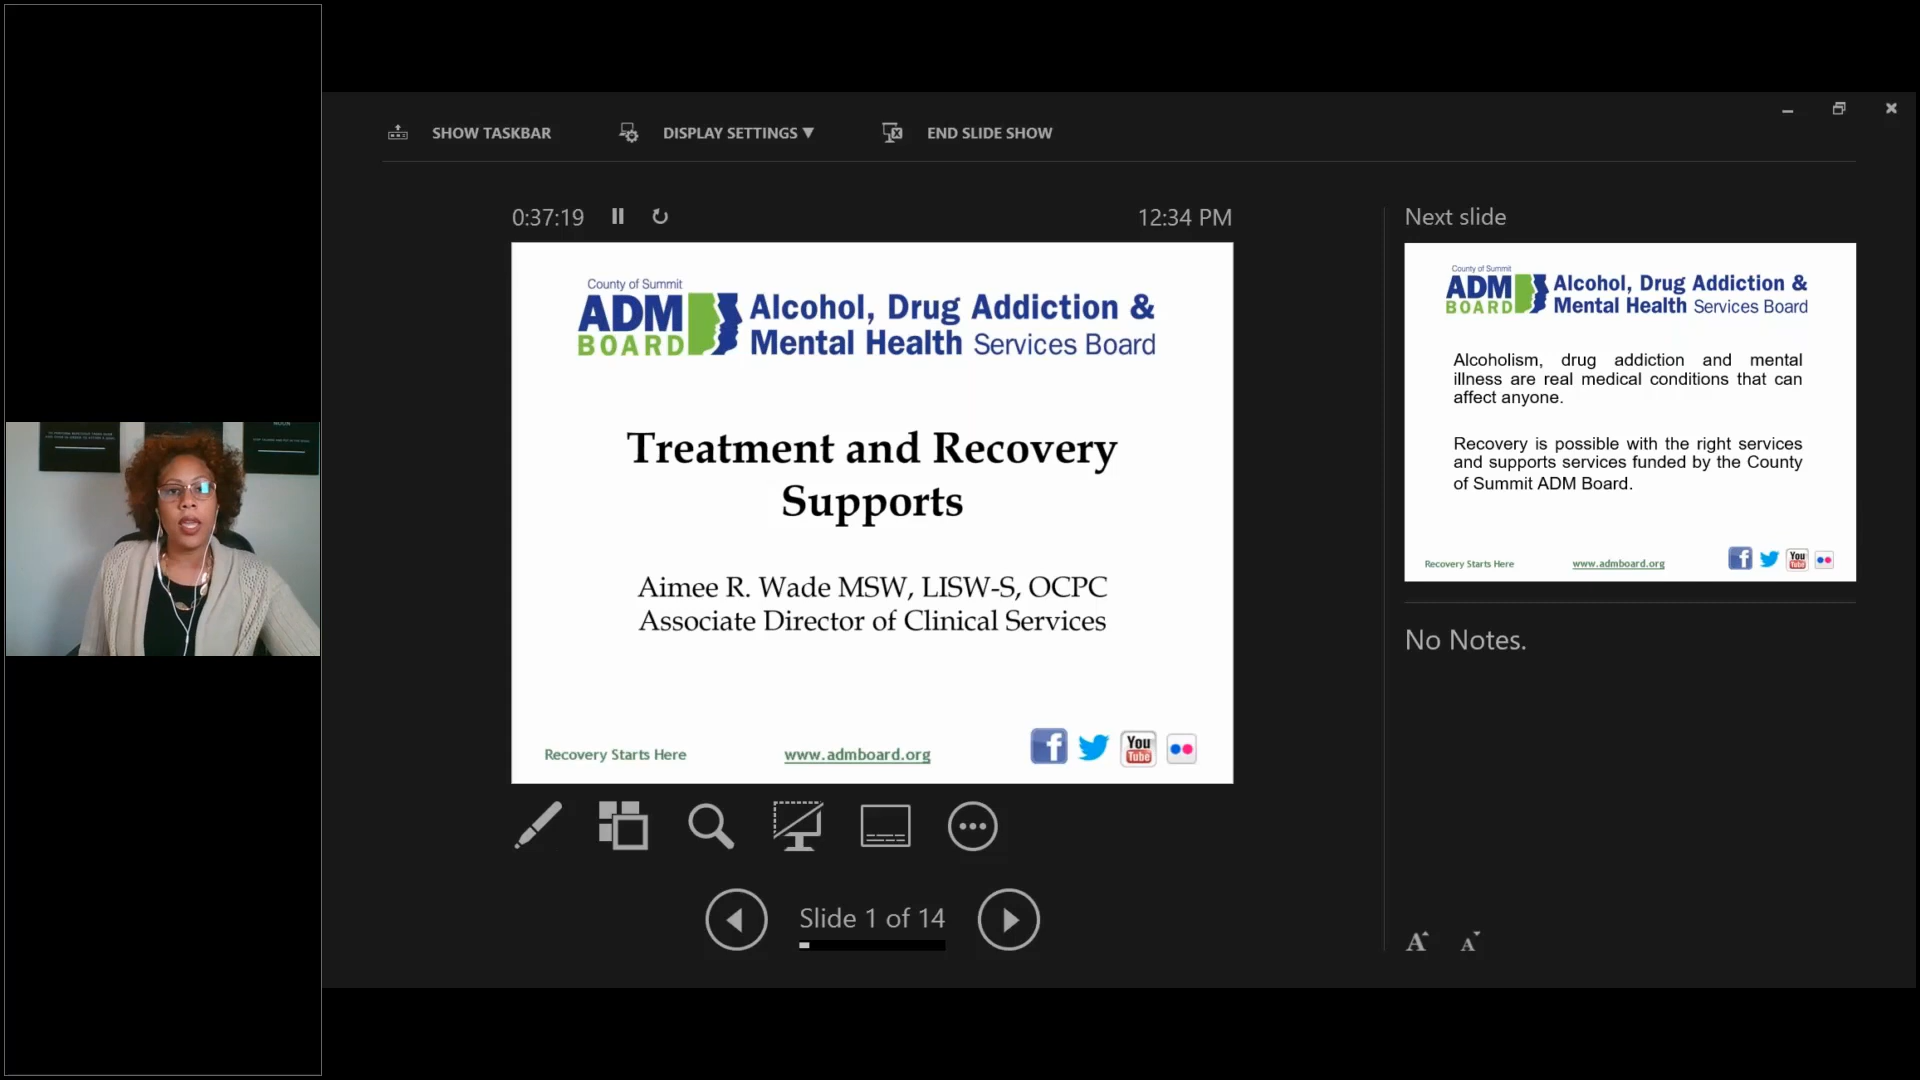 SHOW TASKBAR
DISPLAY SETTINGS ▼
END SLIDE SHOW
0:37:19
12:34 PM
County of Summit
ADM
BOARD
Alcohol, Drug Addiction &
Mental Health Services Board
Treatment and Recovery
Supports
Aimee R. Wade MSW, LISW-S, OCPC
Associate Director of Clinical Services
Recovery Starts Here
www.admboard.org
You
Tube
Slide 1 of 14
Next slide
County of Summit
ADM
BOARD
Alcohol, Drug Addiction &
Mental Health Services Board
Alcoholism, drug addiction and mental
illness are real medical conditions that can
affect anyone.
Recovery is possible with the right services
and supports services funded by the County
of Summit ADM Board.
Recovery Starts Here
www.admboard.org
You
Tube
No Notes.
A
A